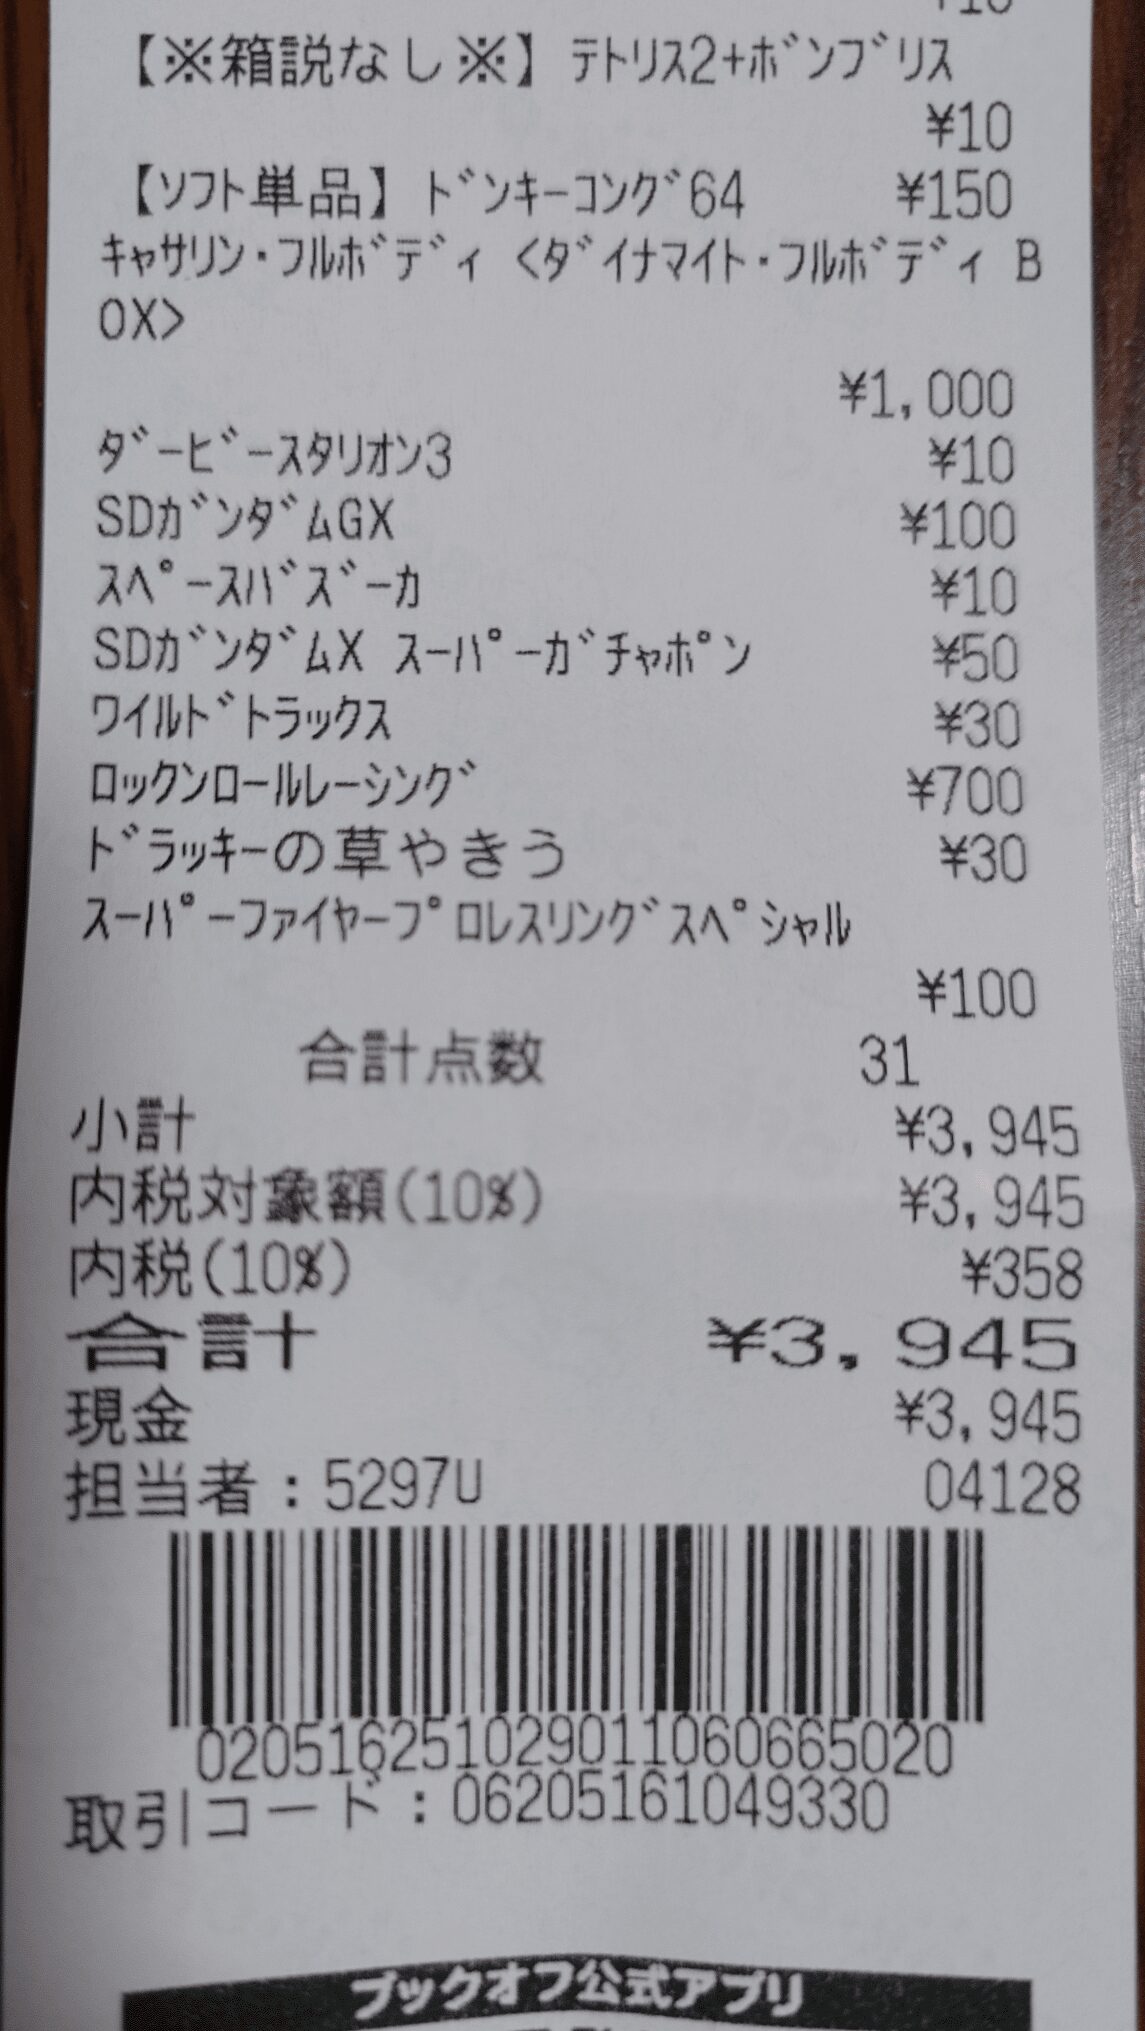 【※箱説なし※】ﾃﾄﾘｽ2+ﾎﾞﾝﾌﾞﾘｽ
¥10
【ｿﾌﾄ単品】ﾄﾞﾝｷｰｺﾝｸﾞ64 ¥150
ｷｬｻﾘﾝ・ﾌﾙﾎﾞﾃﾞｨ <ﾀﾞｲﾅﾏｲﾄ・ﾌﾙﾎﾞﾃﾞｨ B
OX>
¥1,000
ﾀﾞｰﾋﾞｰｽﾀﾘｵﾝ3 ¥10
SDｶﾞﾝﾀﾞﾑGX ¥100
ｽﾍﾟｰｽﾊﾞｽﾞｰｶ ¥10
SDｶﾞﾝﾀﾞﾑX ｽｰﾊﾟｰｶﾞﾁｬﾎﾟﾝ ¥50
ﾜｲﾙﾄﾞﾄﾗｯｸｽ ¥30
ﾛｯｸﾝﾛｰﾙﾚｰｼﾝｸﾞ ¥700
ﾄﾞﾗｯｷｰの草やきう ¥30
ｽｰﾊﾟｰﾌｧｲﾔｰﾌﾟﾛﾚｽﾘﾝｸﾞｽﾍﾟｼｬﾙ
¥100
合計点数 31
小計 ¥3,945
内税対象額(10%) ¥3,945
内税(10%) ¥358
合計 ¥3,945
現金 ¥3,945
担当者:5297U 04128
020516251029011060665020
取引コード:06205161049330
ブックオフ公式アプリ